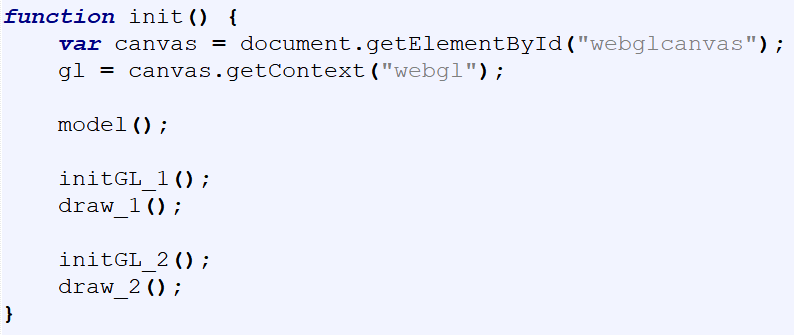 function init() {
    var canvas = document.getElementById("webglcanvas");
    gl = canvas.getContext("webgl");

    model();

    initGL_1();
    draw_1();

    initGL_2();
    draw_2();
}